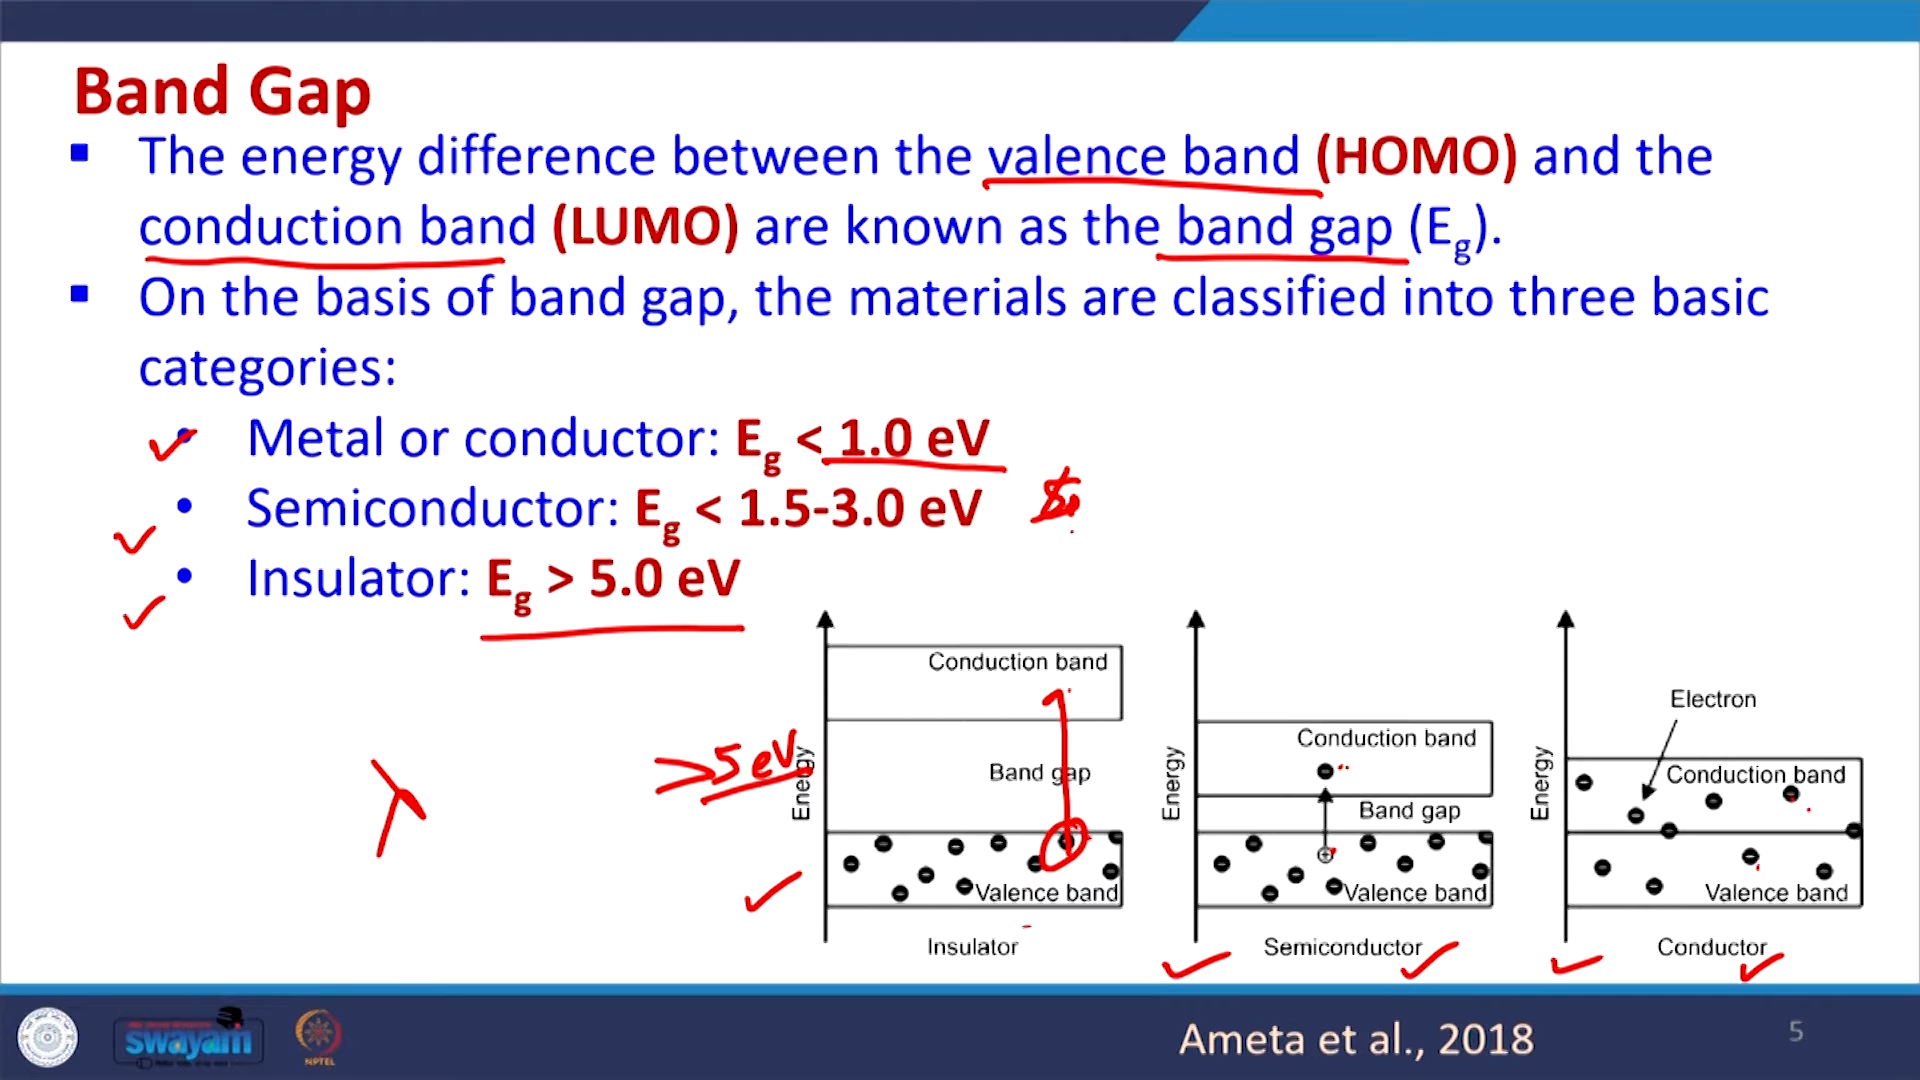 Band Gap
▪ The energy difference between the valence band (HOMO) and the
conduction band (LUMO) are known as the band gap (Eg).
▪ On the basis of band gap, the materials are classified into three basic
categories:
• Metal or conductor: Eg < 1.0 eV
• Semiconductor: Eg < 1.5-3.0 eV
• Insulator: Eg > 5.0 eV
λ
>5 eV
Energy
Conduction band
Band gap
Valence band
Insulator
Energy
Conduction band
Band gap
Valence band
Semiconductor
Energy
Electron
Conduction band
Valence band
Conductor
swayam
NPTEL
Ameta et al., 2018
5